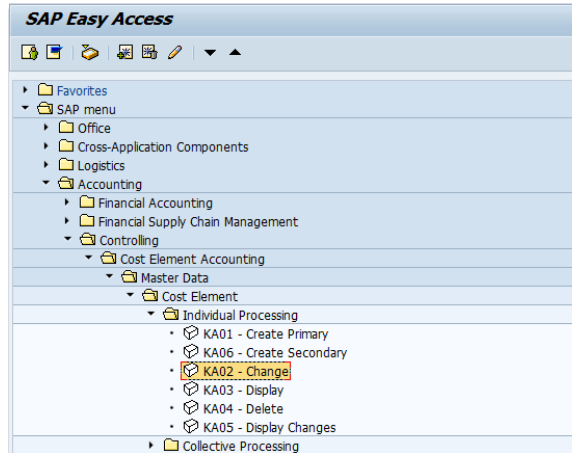 SAP Easy Access
Favorites
SAP menu
Office
Cross-Application Components
Logistics
Accounting
Financial Accounting
Financial Supply Chain Management
Controlling
Cost Element Accounting
Master Data
Cost Element
Individual Processing
KA01 - Create Primary
KA06 - Create Secondary
KA02 - Change
KA03 - Display
KA04 - Delete
KA05 - Display Changes
Collective Processing